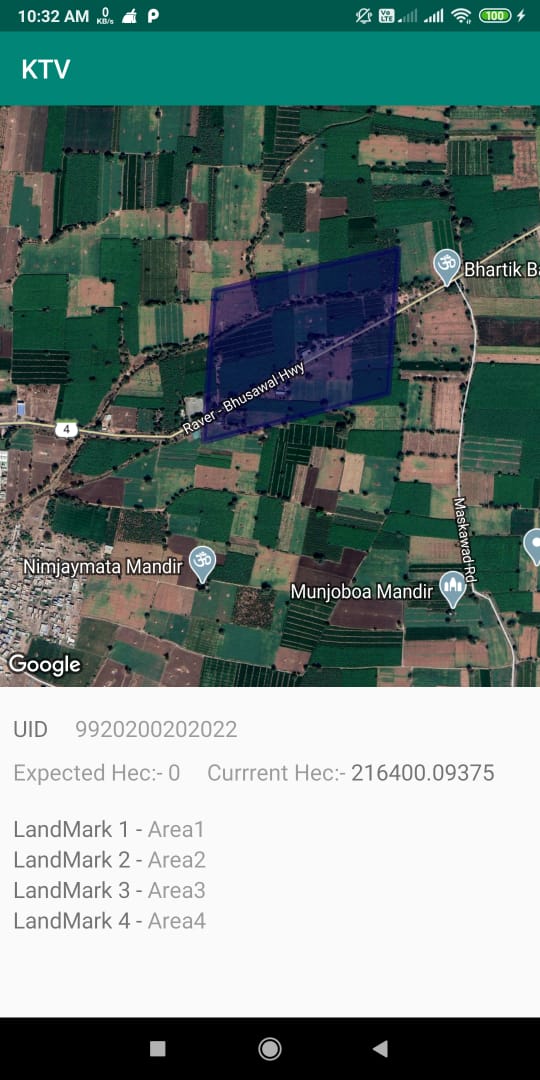 10:32 AM 0 KB/s P Vo LTE 100
KTV
Bhartik Ba
Raver - Bhusawal Hwy
4
Maskawad Rd
Nimjaymata Mandir
Munjoboa Mandir
Google
UID 9920200202022
Expected Hec:- 0 Currrent Hec:- 216400.09375
LandMark 1 - Area1
LandMark 2 - Area2
LandMark 3 - Area3
LandMark 4 - Area4